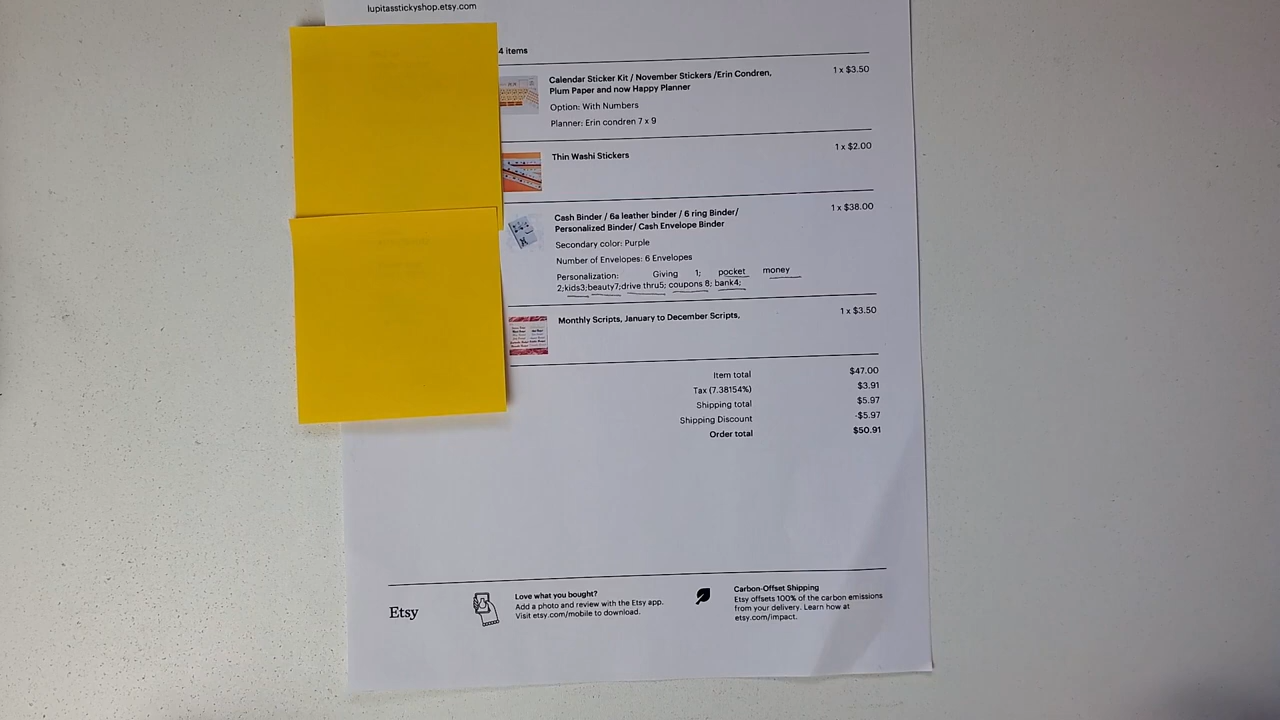 lupitasstickyshop.etsy.com
4 items
Calendar Sticker Kit / November Stickers /Erin Condren, 1 x $3.50
Plum Paper and now Happy Planner
Option: With Numbers
Planner: Erin condren 7 x 9
Thin Washi Stickers 1 x $2.00
Cash Binder / 6a leather binder / 6 ring Binder/ 1 x $38.00
Personalized Binder/ Cash Envelope Binder
Secondary color: Purple
Number of Envelopes: 6 Envelopes
Personalization: Giving 1; pocket money
2;kids3;beauty7;drive thru5; coupons 8; bank4;
Monthly Scripts, January to December Scripts, 1 x $3.50
Item total $47.00
Tax (7.38154%) $3.91
Shipping total $5.97
Shipping Discount -$5.97
Order total $50.91
Etsy
Love what you bought?
Add a photo and review with the Etsy app.
Visit etsy.com/mobile to download.
Carbon-Offset Shipping
Etsy offsets 100% of the carbon emissions
from your delivery. Learn how at
etsy.com/impact.